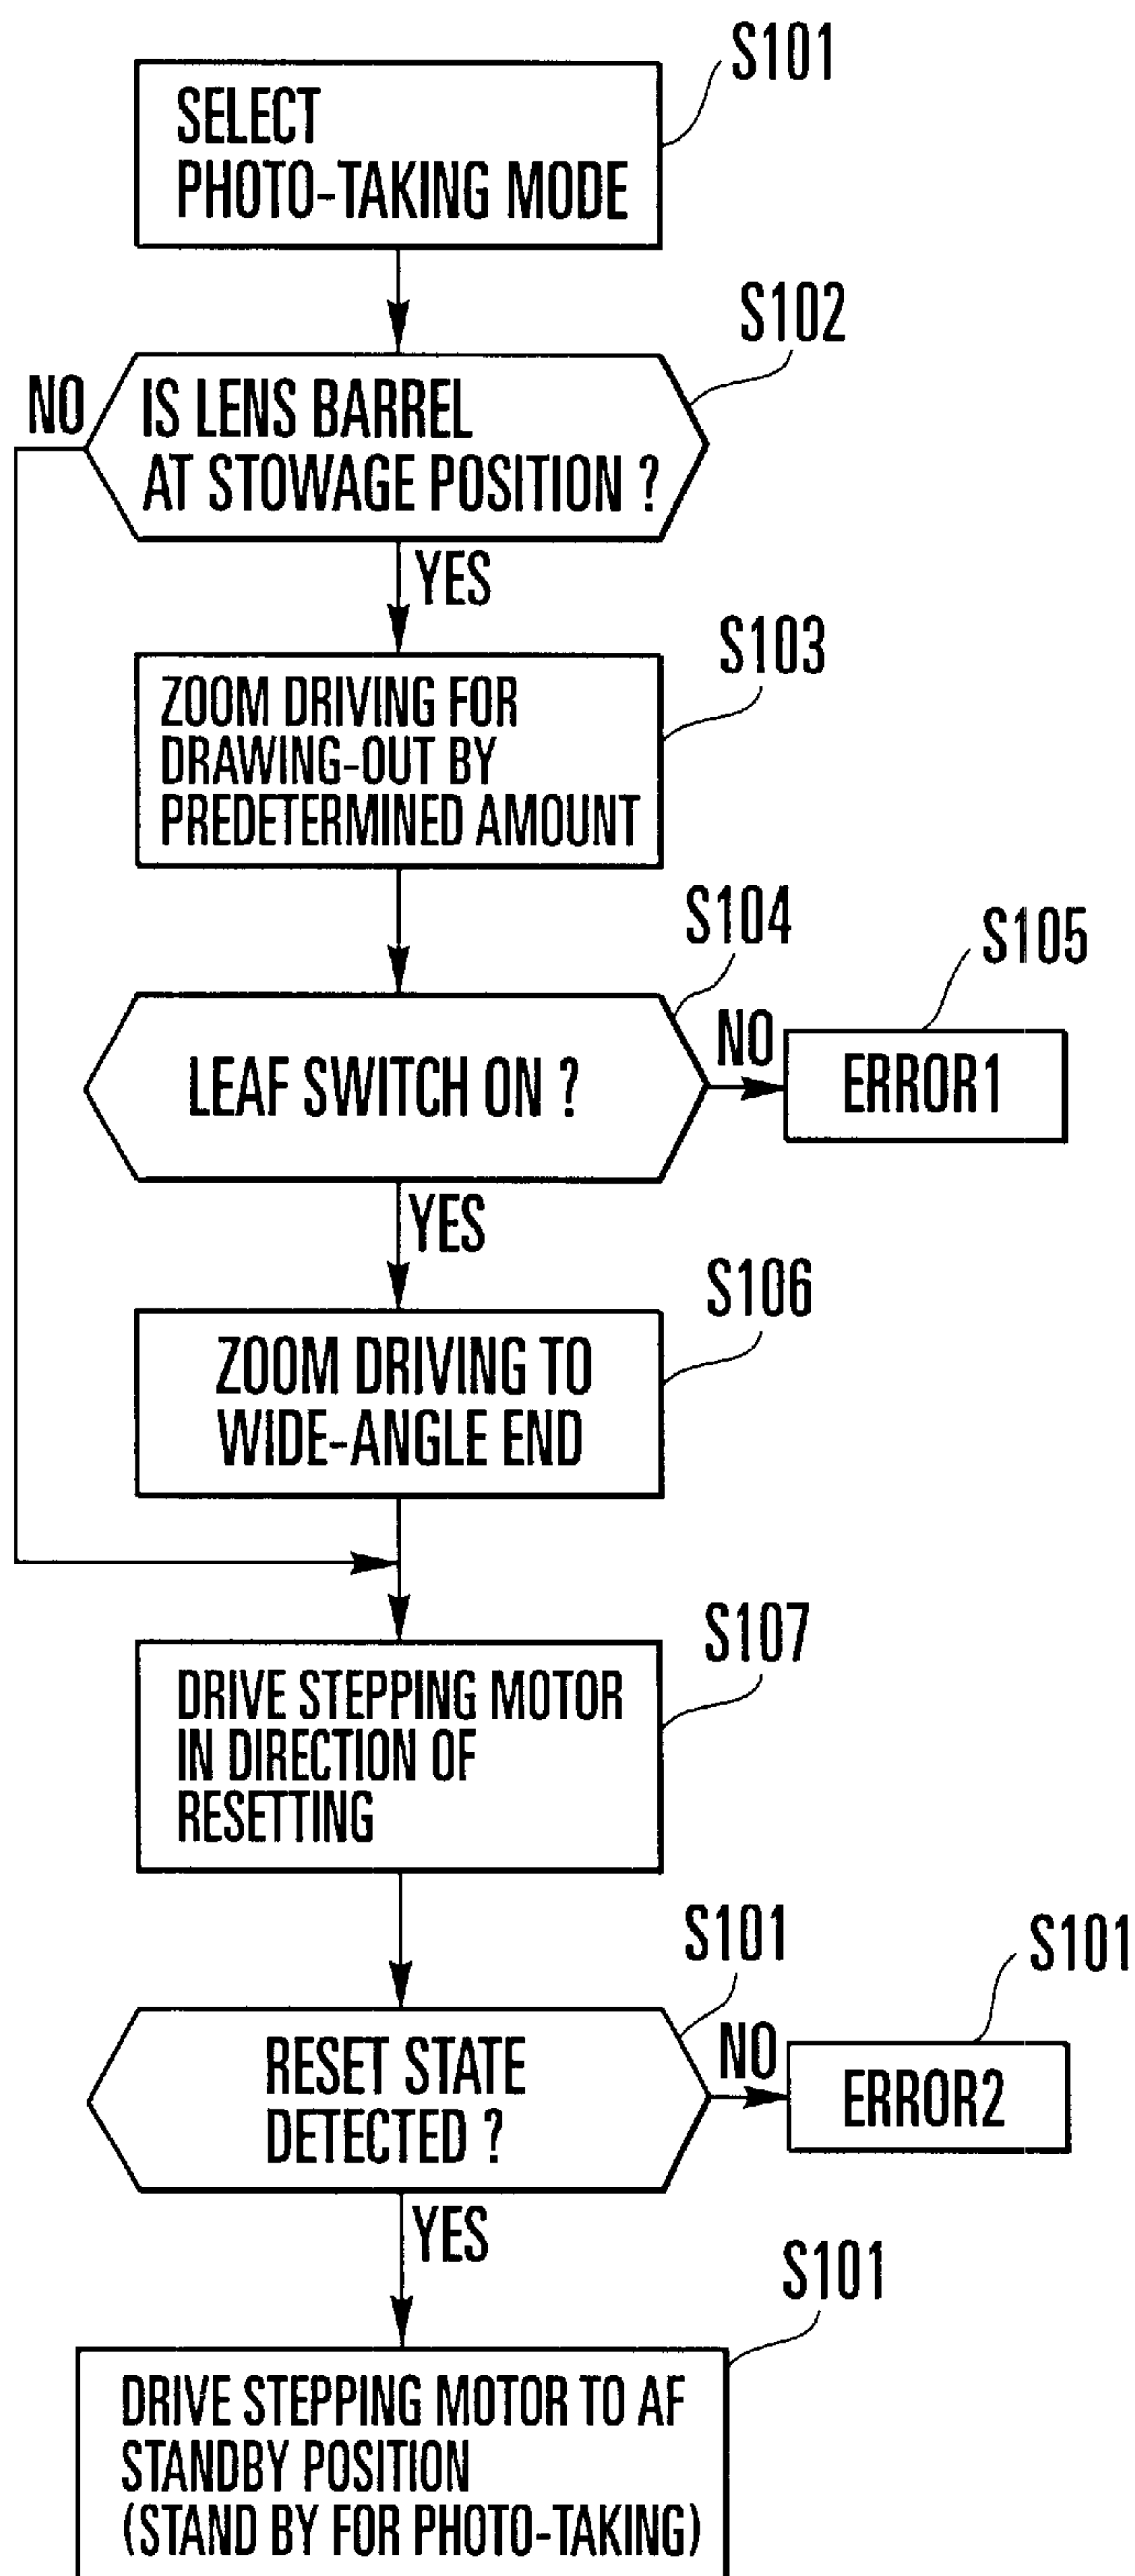 S101
SELECT
PHOTO-TAKING MODE
S102
NO
IS LENS BARREL
AT STOWAGE POSITION ?
YES
S103
ZOOM DRIVING FOR
DRAWING-OUT BY
PREDETERMINED AMOUNT
S104
S105
LEAF SWITCH ON ?
NO
ERROR1
YES
S106
ZOOM DRIVING TO
WIDE-ANGLE END
S107
DRIVE STEPPING MOTOR
IN DIRECTION OF
RESETTING
S101
S101
RESET STATE
DETECTED ?
NO
ERROR2
YES
S101
DRIVE STEPPING MOTOR TO AF
STANDBY POSITION
(STAND BY FOR PHOTO-TAKING)